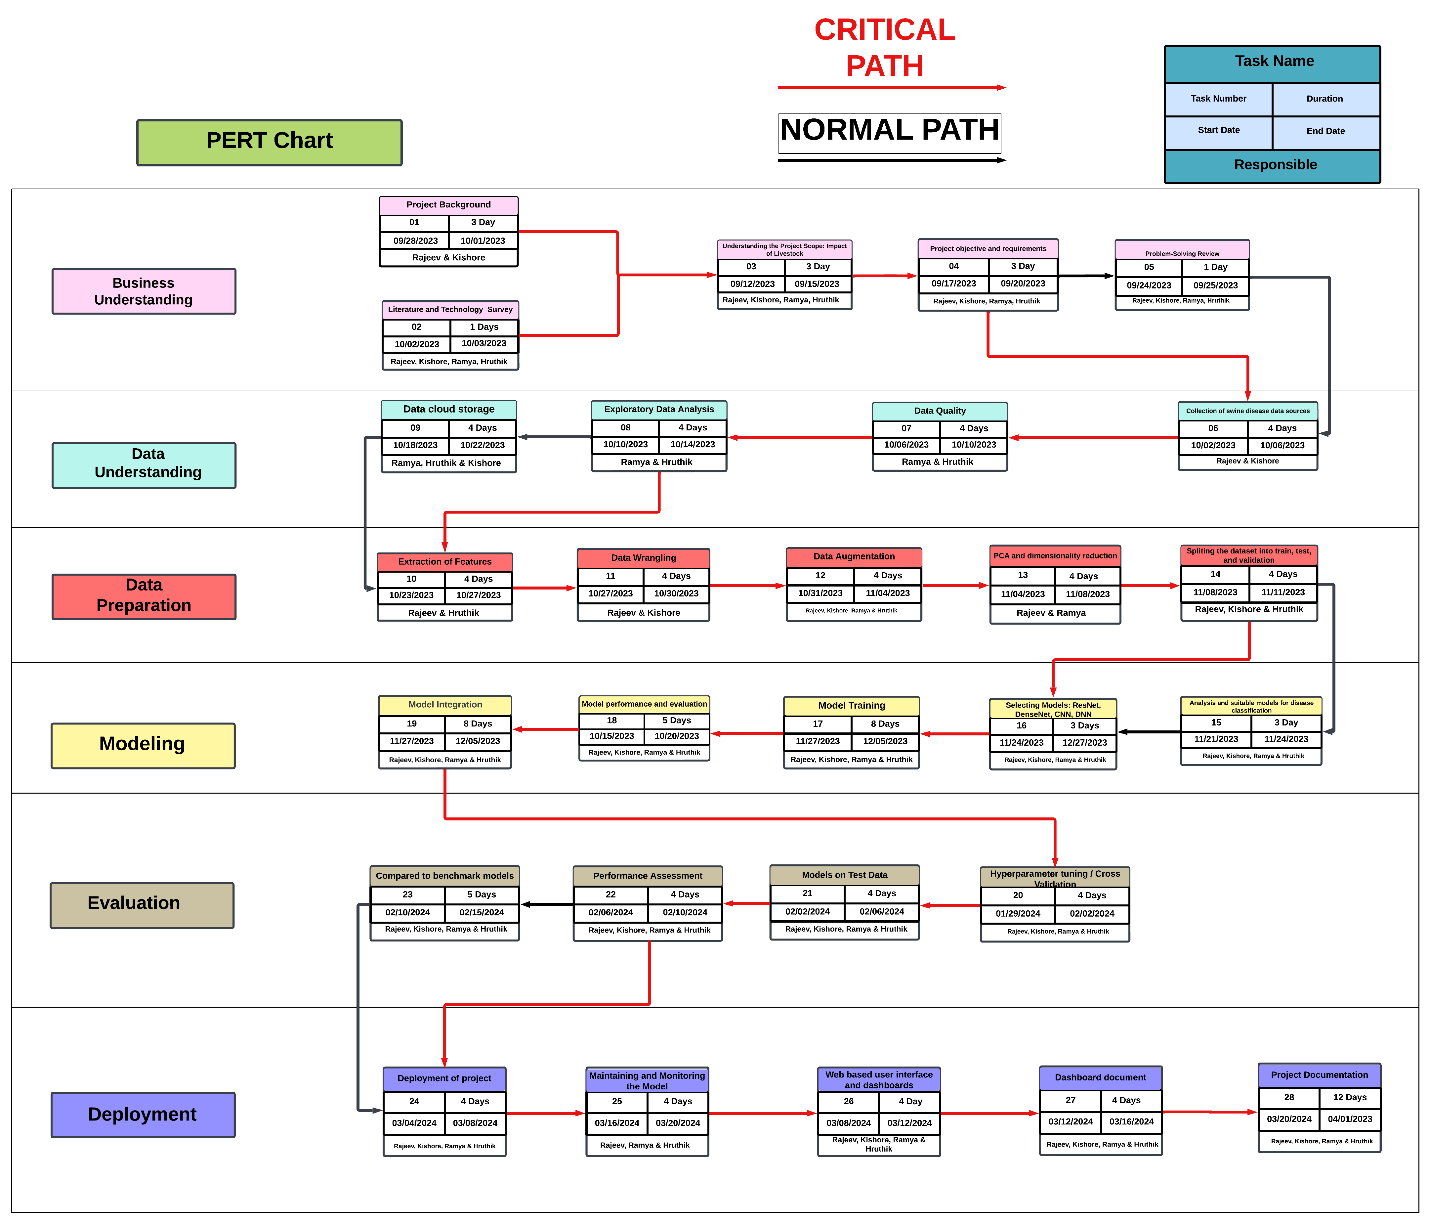 CRITICAL
PATH
NORMAL PATH
PERT Chart
Task Name
Task Number
Duration
Start Date
End Date
Responsible
Business
Understanding
Project Background
01
3 Day
09/28/2023
10/01/2023
Rajeev & Kishore
Literature and Technology Survey
02
1 Days
10/02/2023
10/03/2023
Rajeev, Kishore, Ramya, Hruthik
Understanding the Project Scope: Impact
of Livestock
03
3 Day
09/12/2023
09/15/2023
Rajeev, Kishore, Ramya, Hruthik
Project objective and requirements
04
3 Day
09/17/2023
09/20/2023
Rajeev, Kishore, Ramya, Hruthik
Problem-Solving Review
05
1 Day
09/24/2023
09/25/2023
Rajeev, Kishore, Ramya, Hruthik
Data
Understanding
Data cloud storage
09
4 Days
10/18/2023
10/22/2023
Ramya, Hruthik & Kishore
Exploratory Data Analysis
08
4 Days
10/10/2023
10/14/2023
Ramya & Hruthik
Data Quality
07
4 Days
10/06/2023
10/10/2023
Ramya & Hruthik
Collection of swine disease data sources
06
4 Days
10/02/2023
10/06/2023
Rajeev & Kishore
Data
Preparation
Extraction of Features
10
4 Days
10/23/2023
10/27/2023
Rajeev & Hruthik
Data Wrangling
11
4 Days
10/27/2023
10/30/2023
Rajeev & Kishore
Data Augmentation
12
4 Days
10/31/2023
11/04/2023
Rajeev, Kishore, Ramya & Hruthik
PCA and dimensionality reduction
13
4 Days
11/04/2023
11/08/2023
Rajeev & Ramya
Spliting the dataset into train, test,
and validation
14
4 Days
11/08/2023
11/11/2023
Rajeev, Kishore & Hruthik
Modeling
Model Integration
19
8 Days
11/27/2023
12/05/2023
Rajeev, Kishore, Ramya & Hruthik
Model performance and evaluation
18
5 Days
10/15/2023
10/20/2023
Rajeev, Kishore, Ramya & Hruthik
Model Training
17
8 Days
11/27/2023
12/05/2023
Rajeev, Kishore, Ramya & Hruthik
Selecting Models: ResNet,
DenseNet, CNN, DNN
16
3 Days
11/24/2023
12/27/2023
Rajeev, Kishore, Ramya & Hruthik
Analysis and suitable models for disease
classification
15
3 Day
11/21/2023
11/24/2023
Rajeev, Kishore, Ramya & Hruthik
Evaluation
Compared to benchmark models
23
5 Days
02/10/2024
02/15/2024
Rajeev, Kishore, Ramya & Hruthik
Performance Assessment
22
4 Days
02/06/2024
02/10/2024
Rajeev, Kishore, Ramya & Hruthik
Models on Test Data
21
4 Days
02/02/2024
02/06/2024
Rajeev, Kishore, Ramya & Hruthik
Hyperparameter tuning / Cross
Validation
20
4 Days
01/29/2024
02/02/2024
Rajeev, Kishore, Ramya & Hruthik
Deployment
Deployment of project
24
4 Days
03/04/2024
03/08/2024
Rajeev, Kishore, Ramya & Hruthik
Maintaining and Monitoring
the Model
25
4 Days
03/16/2024
03/20/2024
Rajeev, Ramya & Hruthik
Web based user interface
and dashboards
26
4 Day
03/08/2024
03/12/2024
Rajeev, Kishore, Ramya &
Hruthik
Dashboard document
27
4 Days
03/12/2024
03/16/2024
Rajeev, Kishore, Ramya & Hruthik
Project Documentation
28
12 Days
03/20/2024
04/01/2023
Rajeev, Kishore, Ramya & Hruthik